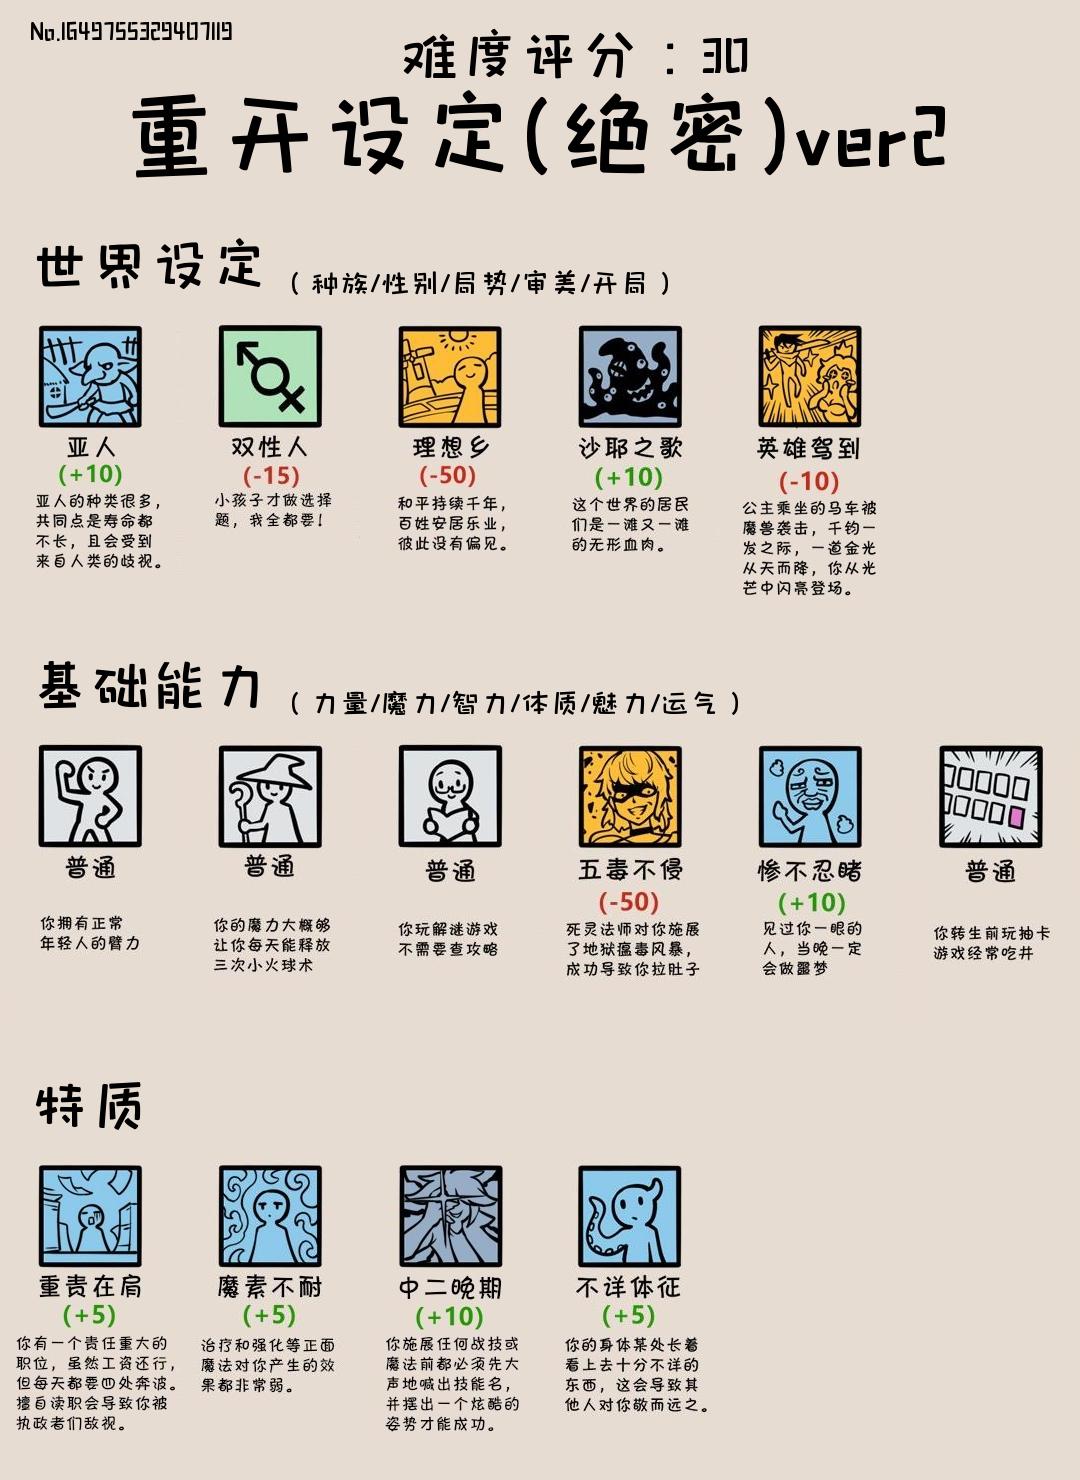 No.1649755329407119
难度评分：30
重开设定(绝密)ver2
世界设定 ( 种族/性别/局势/审美/开局 )
亚人 双性人 理想乡 沙耶之歌 英雄驾到
(+10) (-15) (-50) (+10) (-10)
亚人的种类很多，
共同点是寿命都
不长，且会受到
来自人类的歧视。
小孩子才做选择
题，我全都要！
和平持续千年，
百姓安居乐业，
彼此没有偏见。
这个世界的居民
们是一滩又一滩
的无形血肉。
公主乘坐的马车被
魔兽袭击，千钧一
发之际，一道金光
从天而降，你从光
芒中闪亮登场。
基础能力 ( 力量/魔力/智力/体质/魅力/运气 )
普通 普通 普通 五毒不侵 惨不忍睹 普通
(-50) (+10)
你拥有正常
年轻人的臂力
你的魔力大概够
让你每天能释放
三次小火球术
你玩解谜游戏
不需要查攻略
死灵法师对你施展
了地狱瘟毒风暴，
成功导致你拉肚子
见过你一眼的
人，当晚一定
会做噩梦
你转生前玩抽卡
游戏经常吃井
特质
重责在肩 魔素不耐 中二晚期 不详体征
(+5) (+5) (+10) (+5)
你有一个责任重大的
职位，虽然工资还行，
但每天都要四处奔波。
擅自渎职会导致你被
执政者们敌视。
治疗和强化等正面
魔法对你产生的效
果都非常弱。
你施展任何战技或
魔法前都必须先大
声地喊出技能名，
并摆出一个炫酷的
姿势才能成功。
你的身体某处长着
看上去十分不详的
东西，这会导致其
他人对你敬而远之。